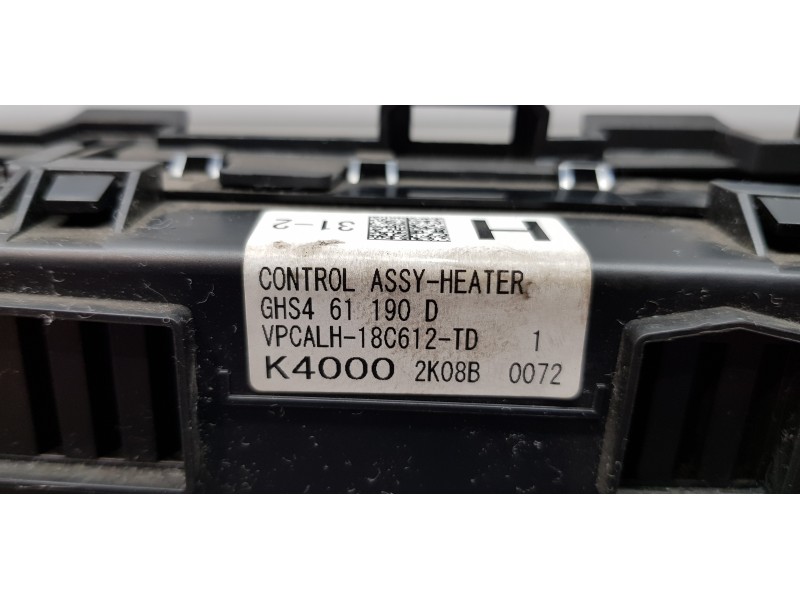 31-2 H
CONTROL ASSY-HEATER
GHS4 61 190 D
VPCALH-18C612-TD 1
K4000 2K08B 0072